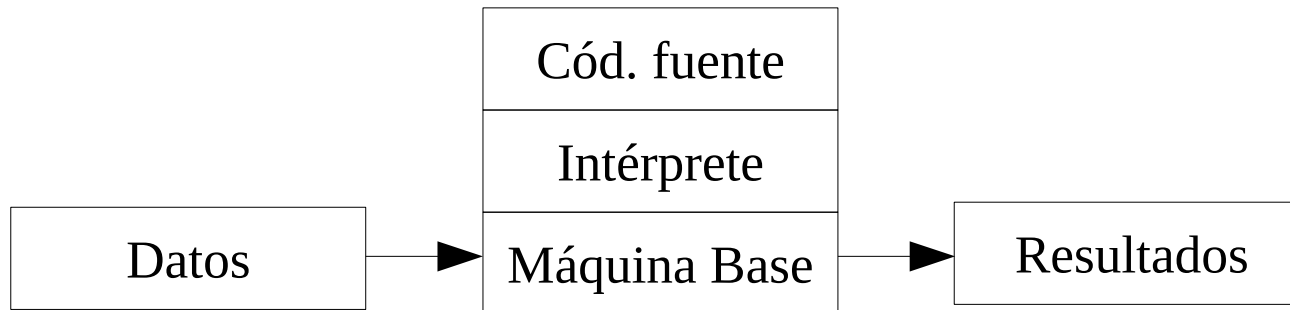 Cód. fuente
Intérprete
Datos
Máquina Base
Resultados